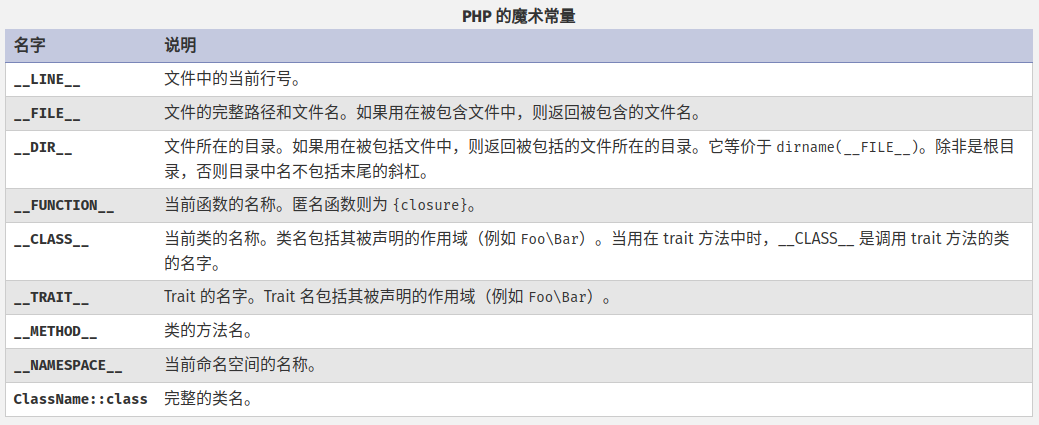 PHP 的魔术常量
名字 说明
__LINE__ 文件中的当前行号。
__FILE__ 文件的完整路径和文件名。如果用在被包含文件中，则返回被包含的文件名。
__DIR__ 文件所在的目录。如果用在被包括文件中，则返回被包括的文件所在的目录。它等价于 dirname(__FILE__)。除非是根目
录，否则目录中名不包括末尾的斜杠。
__FUNCTION__ 当前函数的名称。匿名函数则为 {closure}。
__CLASS__ 当前类的名称。类名包括其被声明的作用域（例如 Foo\Bar）。当用在 trait 方法中时，__CLASS__ 是调用 trait 方法的类
的名字。
__TRAIT__ Trait 的名字。Trait 名包括其被声明的作用域（例如 Foo\Bar）。
__METHOD__ 类的方法名。
__NAMESPACE__ 当前命名空间的名称。
ClassName::class 完整的类名。